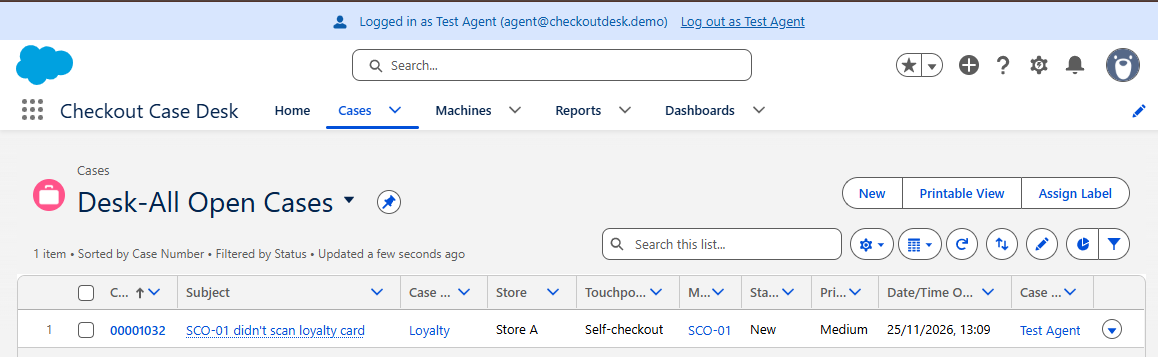 Logged in as Test Agent (agent@checkoutdesk.demo) Log out as Test Agent
Search...
Checkout Case Desk Home Cases Machines Reports Dashboards
Cases
Desk-All Open Cases
New Printable View Assign Label
1 item • Sorted by Case Number • Filtered by Status • Updated a few seconds ago
Search this list...
C... Subject Case ... Store Touchpo... M... Sta... Pri... Date/Time O... Case ...
1 00001032 SCO-01 didn't scan loyalty card Loyalty Store A Self-checkout SCO-01 New Medium 25/11/2026, 13:09 Test Agent